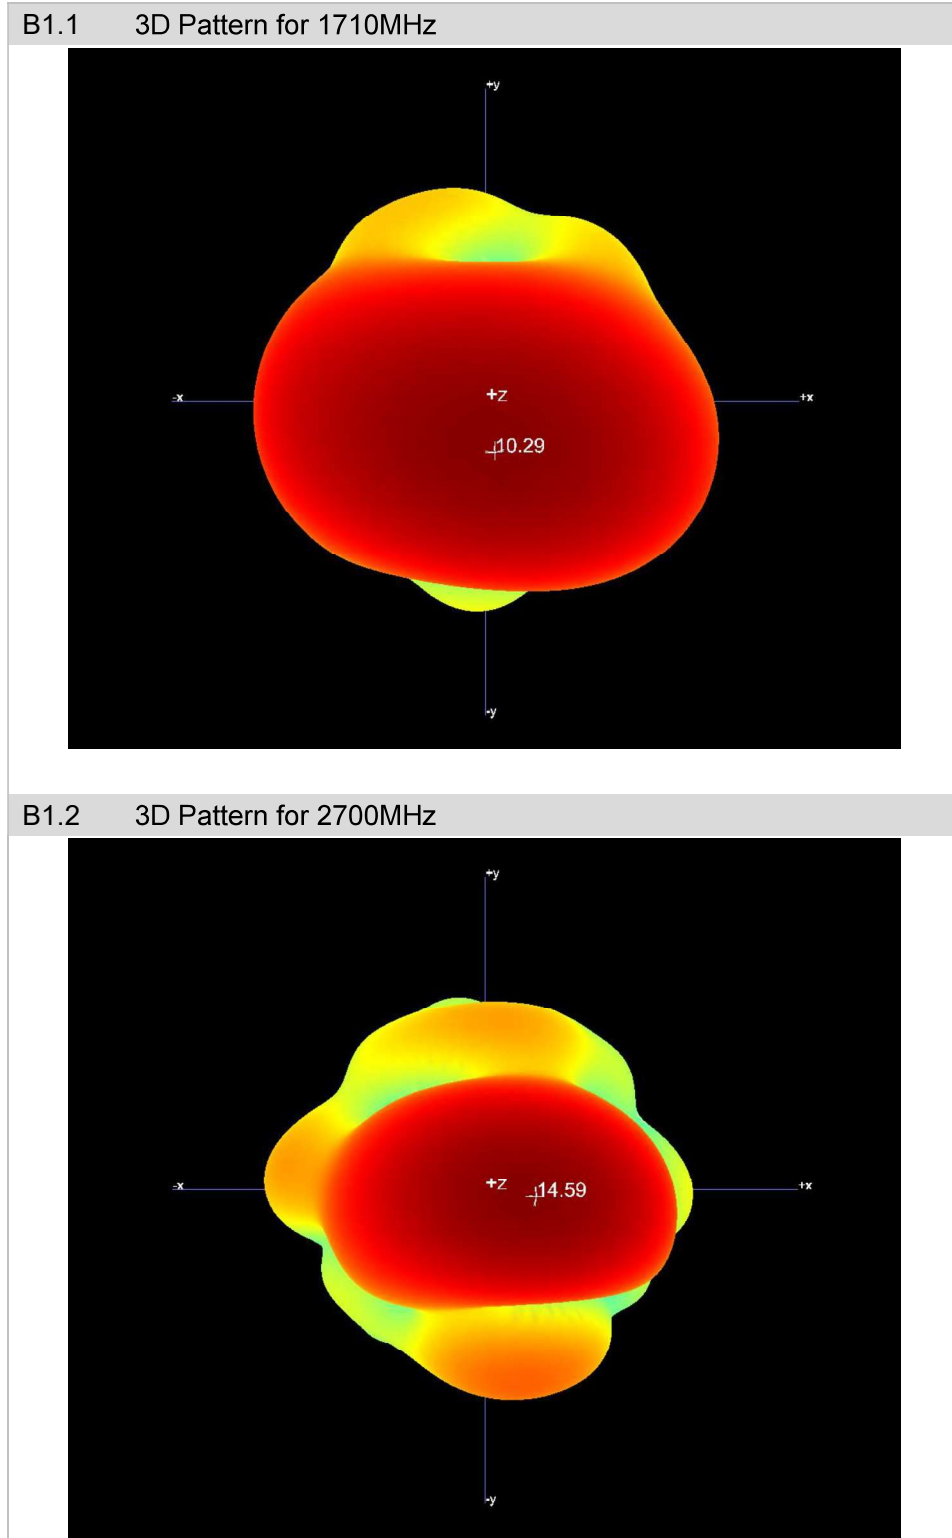 B1.1 3D Pattern for 1710MHz
+y
-x
+z
+x
10.29
-y
B1.2 3D Pattern for 2700MHz
+y
-x
+z
14.59
+x
-y